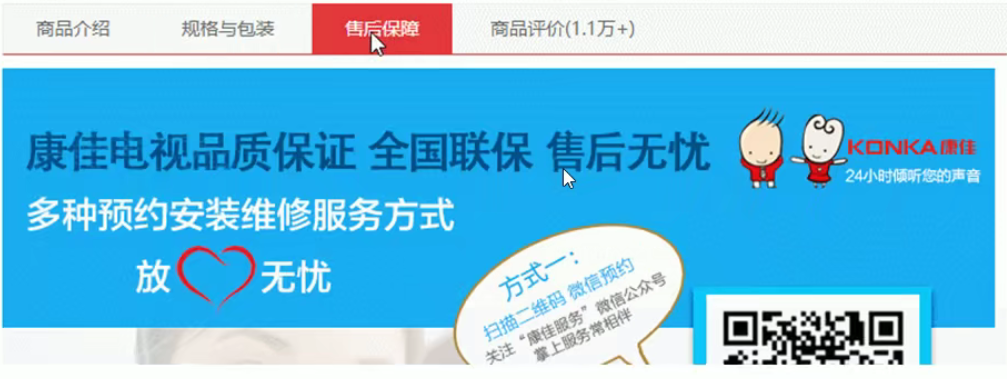 商品介绍
规格与包装
售后保障
商品评价(1.1万+)
康佳电视品质保证 全国联保 售后无忧
KONKA康佳
24小时倾听您的声音
多种预约安装维修服务方式
放 无忧
方式一：
扫描二维码 微信预约
关注“康佳服务”微信公众号
掌上服务常相伴